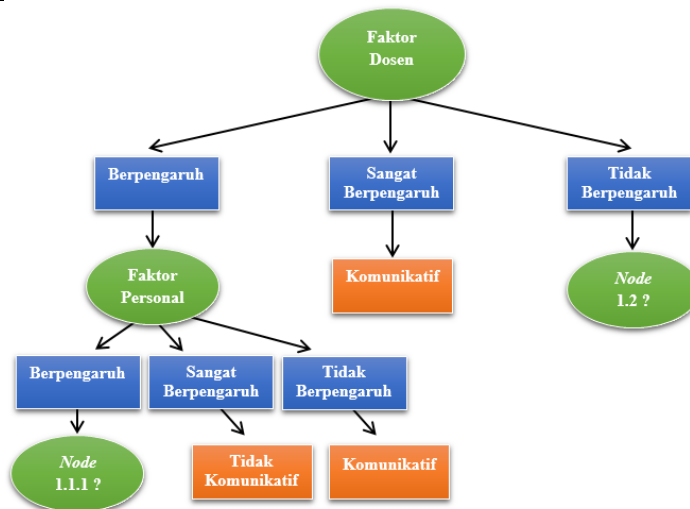 Faktor
Dosen
Berpengaruh
Sangat
Berpengaruh
Tidak
Berpengaruh
Faktor
Personal
Komunikatif
Node
1.2 ?
Berpengaruh
Sangat
Berpengaruh
Tidak
Berpengaruh
Node
1.1.1 ?
Tidak
Komunikatif
Komunikatif